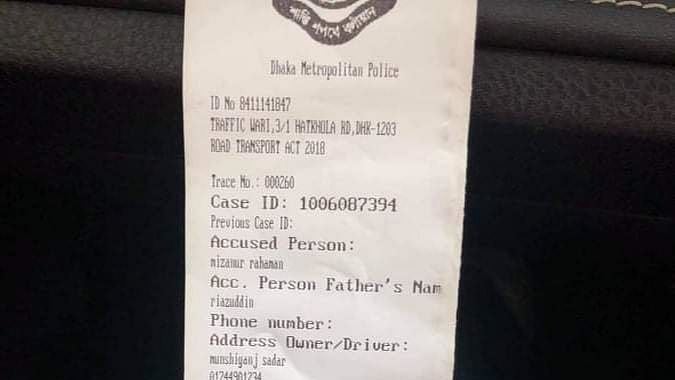 শান্তি শপথে বলীয়ান
Dhaka Metropolitan Police
ID No 8411141847
TRAFFIC WARI,3/1 HATKHOLA RD,DHK-1203
ROAD TRANSPORT ACT 2018
Trace No.: 000260
Case ID: 1006087394
Previous Case ID:
Accused Person:
mizanur rahaman
Acc. Person Father's Nam
riazuddin
Phone number:
Address Owner/Driver:
munshiganj sadar
01744901234